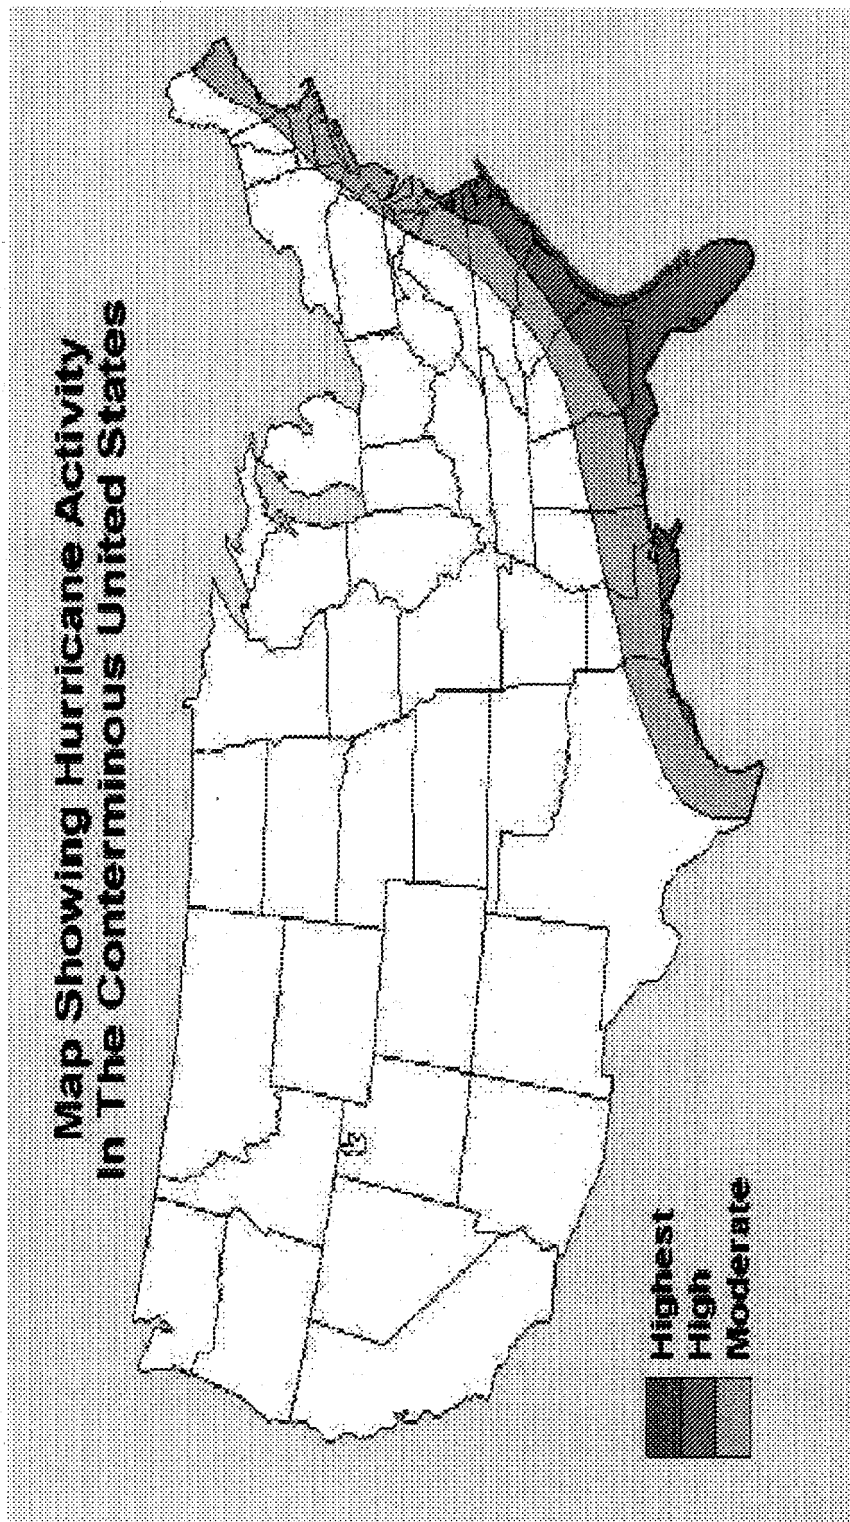 Map Showing Hurricane Activity
In The Conterminous United States
Highest
High
Moderate